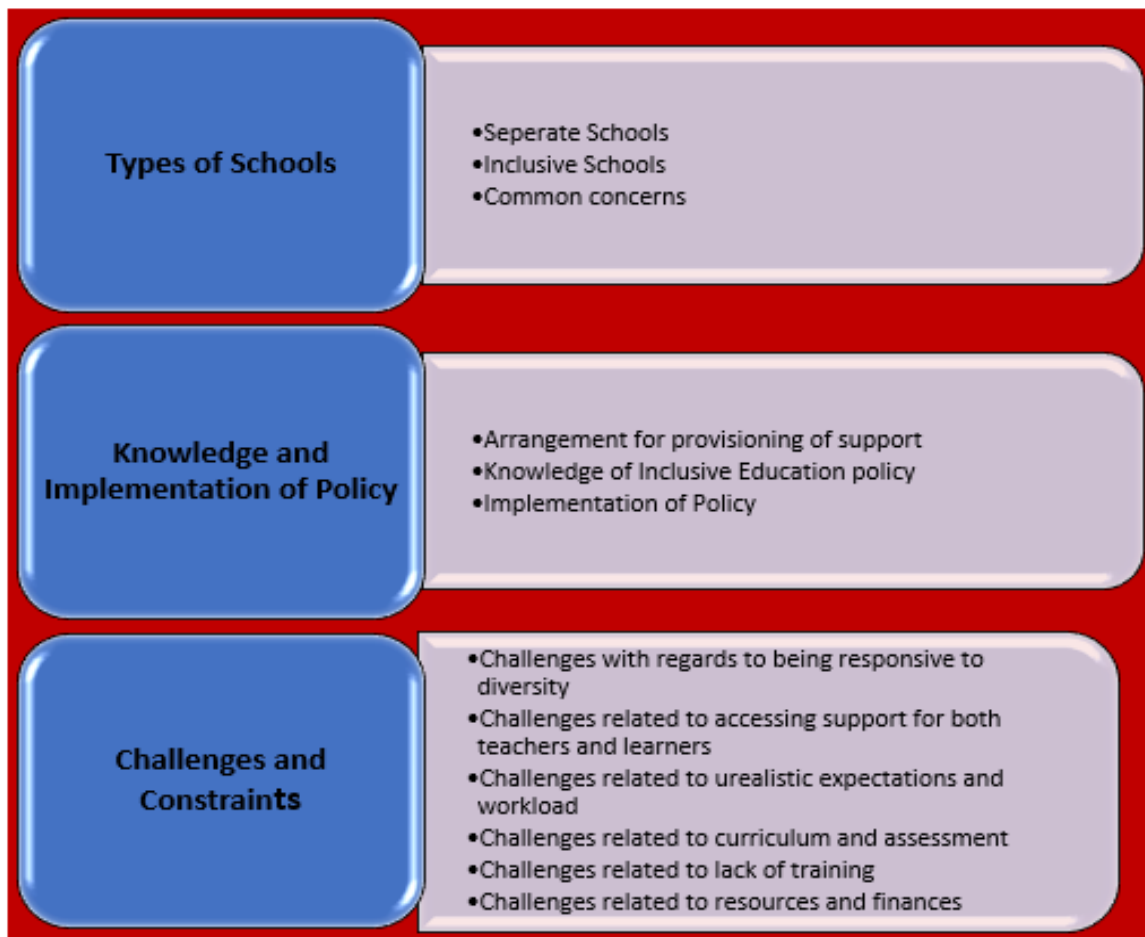 Types of Schools
•Seperate Schools
•Inclusive Schools
•Common concerns
Knowledge and
Implementation of Policy
•Arrangement for provisioning of support
•Knowledge of Inclusive Education policy
•Implementation of Policy
Challenges and
Constraints
•Challenges with regards to being responsive to
diversity
•Challenges related to accessing support for both
teachers and learners
•Challenges related to urealistic expectations and
workload
•Challenges related to curriculum and assessment
•Challenges related to lack of training
•Challenges related to resources and finances